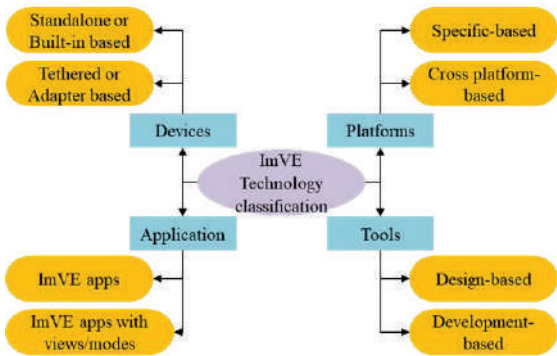 Standalone or
Built-in based
Tethered or
Adapter based
Devices
Specific-based
Cross platform-
based
Platforms
ImVE
Technology
classification
Application
ImVE apps
ImVE apps with
views/modes
Tools
Design-based
Development-
based